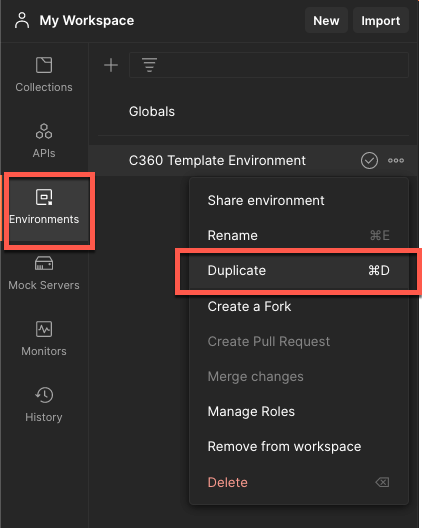 My Workspace
New
Import
Collections
Globals
APIs
C360 Template Environment
Environments
Share environment
Rename ⌘E
Duplicate ⌘D
Mock Servers
Create a Fork
Create Pull Request
Monitors
Merge changes
History
Manage Roles
Remove from workspace
Delete ⌫